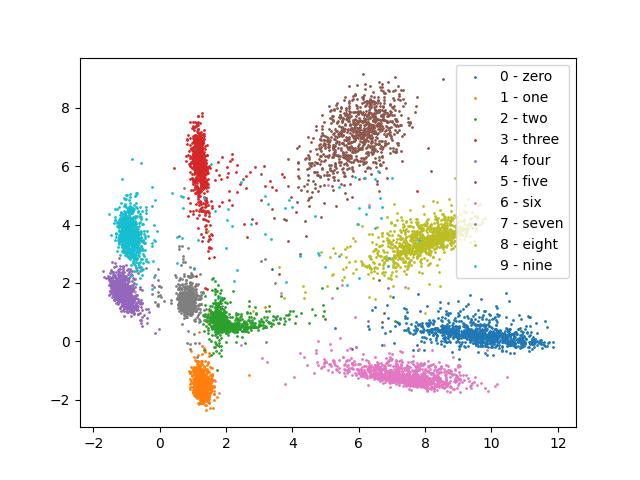 0 - zero
1 - one
2 - two
3 - three
4 - four
5 - five
6 - six
7 - seven
8 - eight
9 - nine
8
6
4
2
0
−2
−2 0 2 4 6 8 10 12